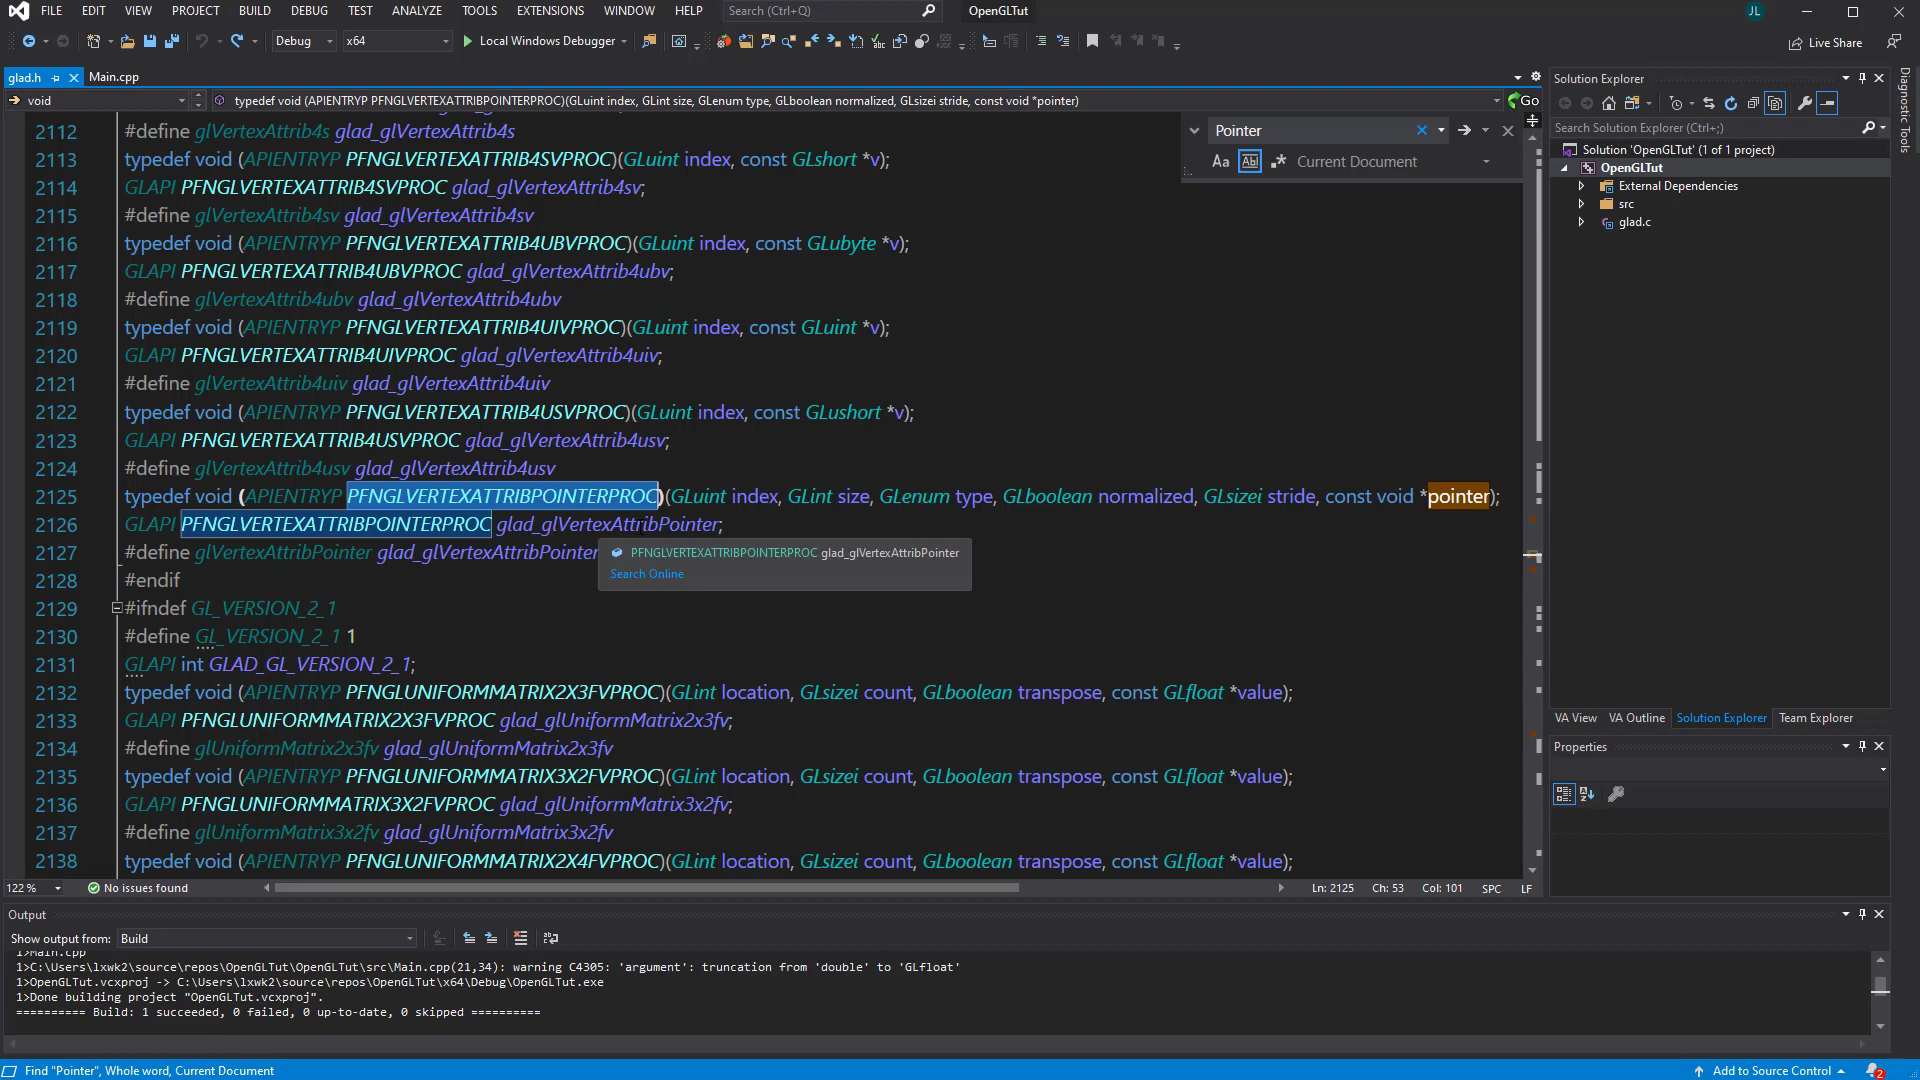 FILE EDIT VIEW PROJECT BUILD DEBUG TEST ANALYZE TOOLS EXTENSIONS WINDOW HELP Search (Ctrl+Q) OpenGLTut JL
Debug x64 Local Windows Debugger Live Share
glad.h Main.cpp
void typedef void (APIENTRYP PFNGLVERTEXATTRIBPOINTERPROC)(GLuint index, GLint size, GLenum type, GLboolean normalized, GLsizei stride, const void *pointer) Go
2112 #define glVertexAttrib4s glad_glVertexAttrib4s
2113 typedef void (APIENTRYP PFNGLVERTEXATTRIB4SVPROC)(GLuint index, const GLshort *v);
2114 GLAPI PFNGLVERTEXATTRIB4SVPROC glad_glVertexAttrib4sv;
2115 #define glVertexAttrib4sv glad_glVertexAttrib4sv
2116 typedef void (APIENTRYP PFNGLVERTEXATTRIB4UBVPROC)(GLuint index, const GLubyte *v);
2117 GLAPI PFNGLVERTEXATTRIB4UBVPROC glad_glVertexAttrib4ubv;
2118 #define glVertexAttrib4ubv glad_glVertexAttrib4ubv
2119 typedef void (APIENTRYP PFNGLVERTEXATTRIB4UIVPROC)(GLuint index, const GLuint *v);
2120 GLAPI PFNGLVERTEXATTRIB4UIVPROC glad_glVertexAttrib4uiv;
2121 #define glVertexAttrib4uiv glad_glVertexAttrib4uiv
2122 typedef void (APIENTRYP PFNGLVERTEXATTRIB4USVPROC)(GLuint index, const GLushort *v);
2123 GLAPI PFNGLVERTEXATTRIB4USVPROC glad_glVertexAttrib4usv;
2124 #define glVertexAttrib4usv glad_glVertexAttrib4usv
2125 typedef void (APIENTRYP PFNGLVERTEXATTRIBPOINTERPROC)(GLuint index, GLint size, GLenum type, GLboolean normalized, GLsizei stride, const void *pointer);
2126 GLAPI PFNGLVERTEXATTRIBPOINTERPROC glad_glVertexAttribPointer;
2127 #define glVertexAttribPointer glad_glVertexAttribPointer
2128 #endif
2129 #ifndef GL_VERSION_2_1
2130 #define GL_VERSION_2_1 1
2131 GLAPI int GLAD_GL_VERSION_2_1;
2132 typedef void (APIENTRYP PFNGLUNIFORMMATRIX2X3FVPROC)(GLint location, GLsizei count, GLboolean transpose, const GLfloat *value);
2133 GLAPI PFNGLUNIFORMMATRIX2X3FVPROC glad_glUniformMatrix2x3fv;
2134 #define glUniformMatrix2x3fv glad_glUniformMatrix2x3fv
2135 typedef void (APIENTRYP PFNGLUNIFORMMATRIX3X2FVPROC)(GLint location, GLsizei count, GLboolean transpose, const GLfloat *value);
2136 GLAPI PFNGLUNIFORMMATRIX3X2FVPROC glad_glUniformMatrix3x2fv;
2137 #define glUniformMatrix3x2fv glad_glUniformMatrix3x2fv
2138 typedef void (APIENTRYP PFNGLUNIFORMMATRIX2X4FVPROC)(GLint location, GLsizei count, GLboolean transpose, const GLfloat *value);
PFNGLVERTEXATTRIBPOINTERPROC glad_glVertexAttribPointer
Search Online
Pointer
Aa Ab Current Document
122 % No issues found Ln: 2125 Ch: 53 Col: 101 SPC LF
Solution Explorer
Search Solution Explorer (Ctrl+;)
Solution 'OpenGLTut' (1 of 1 project)
OpenGLTut
External Dependencies
src
glad.c
VA View VA Outline Solution Explorer Team Explorer
Properties
Diagnostic Tools
Output
Show output from: Build
1>Main.cpp
1>C:\Users\lxwk2\source\repos\OpenGLTut\OpenGLTut\src\Main.cpp(21,34): warning C4305: 'argument': truncation from 'double' to 'GLfloat'
1>OpenGLTut.vcxproj -> C:\Users\lxwk2\source\repos\OpenGLTut\x64\Debug\OpenGLTut.exe
1>Done building project "OpenGLTut.vcxproj".
========== Build: 1 succeeded, 0 failed, 0 up-to-date, 0 skipped ==========
Find "Pointer", Whole word, Current Document Add to Source Control 2